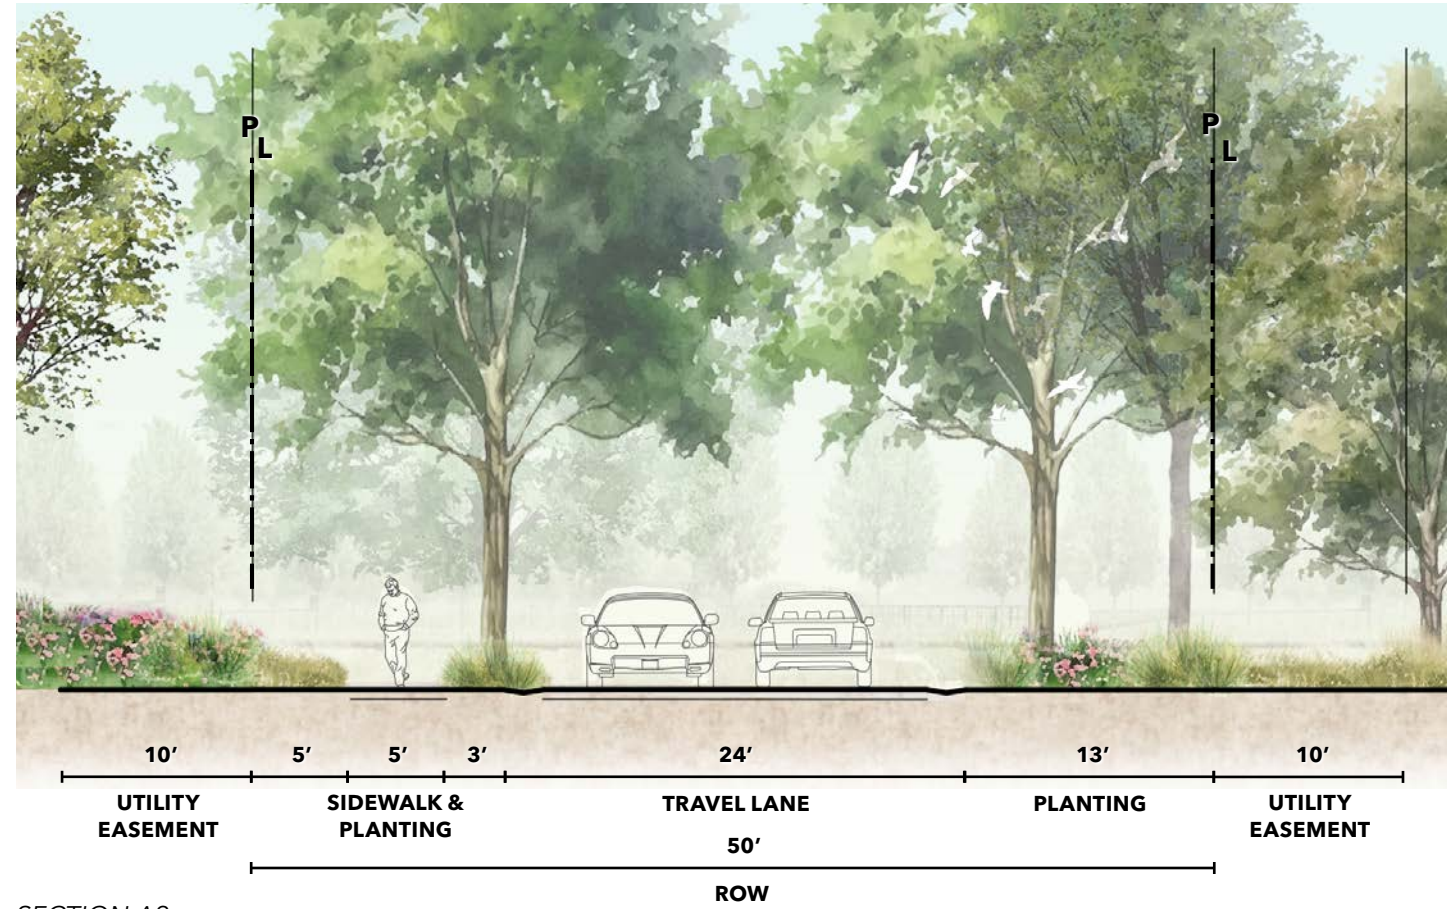 P
L
P
L
10’ 5’ 5’ 3’ 24’ 13’ 10’
UTILITY EASEMENT
SIDEWALK & PLANTING
TRAVEL LANE
PLANTING
UTILITY EASEMENT
50’
ROW